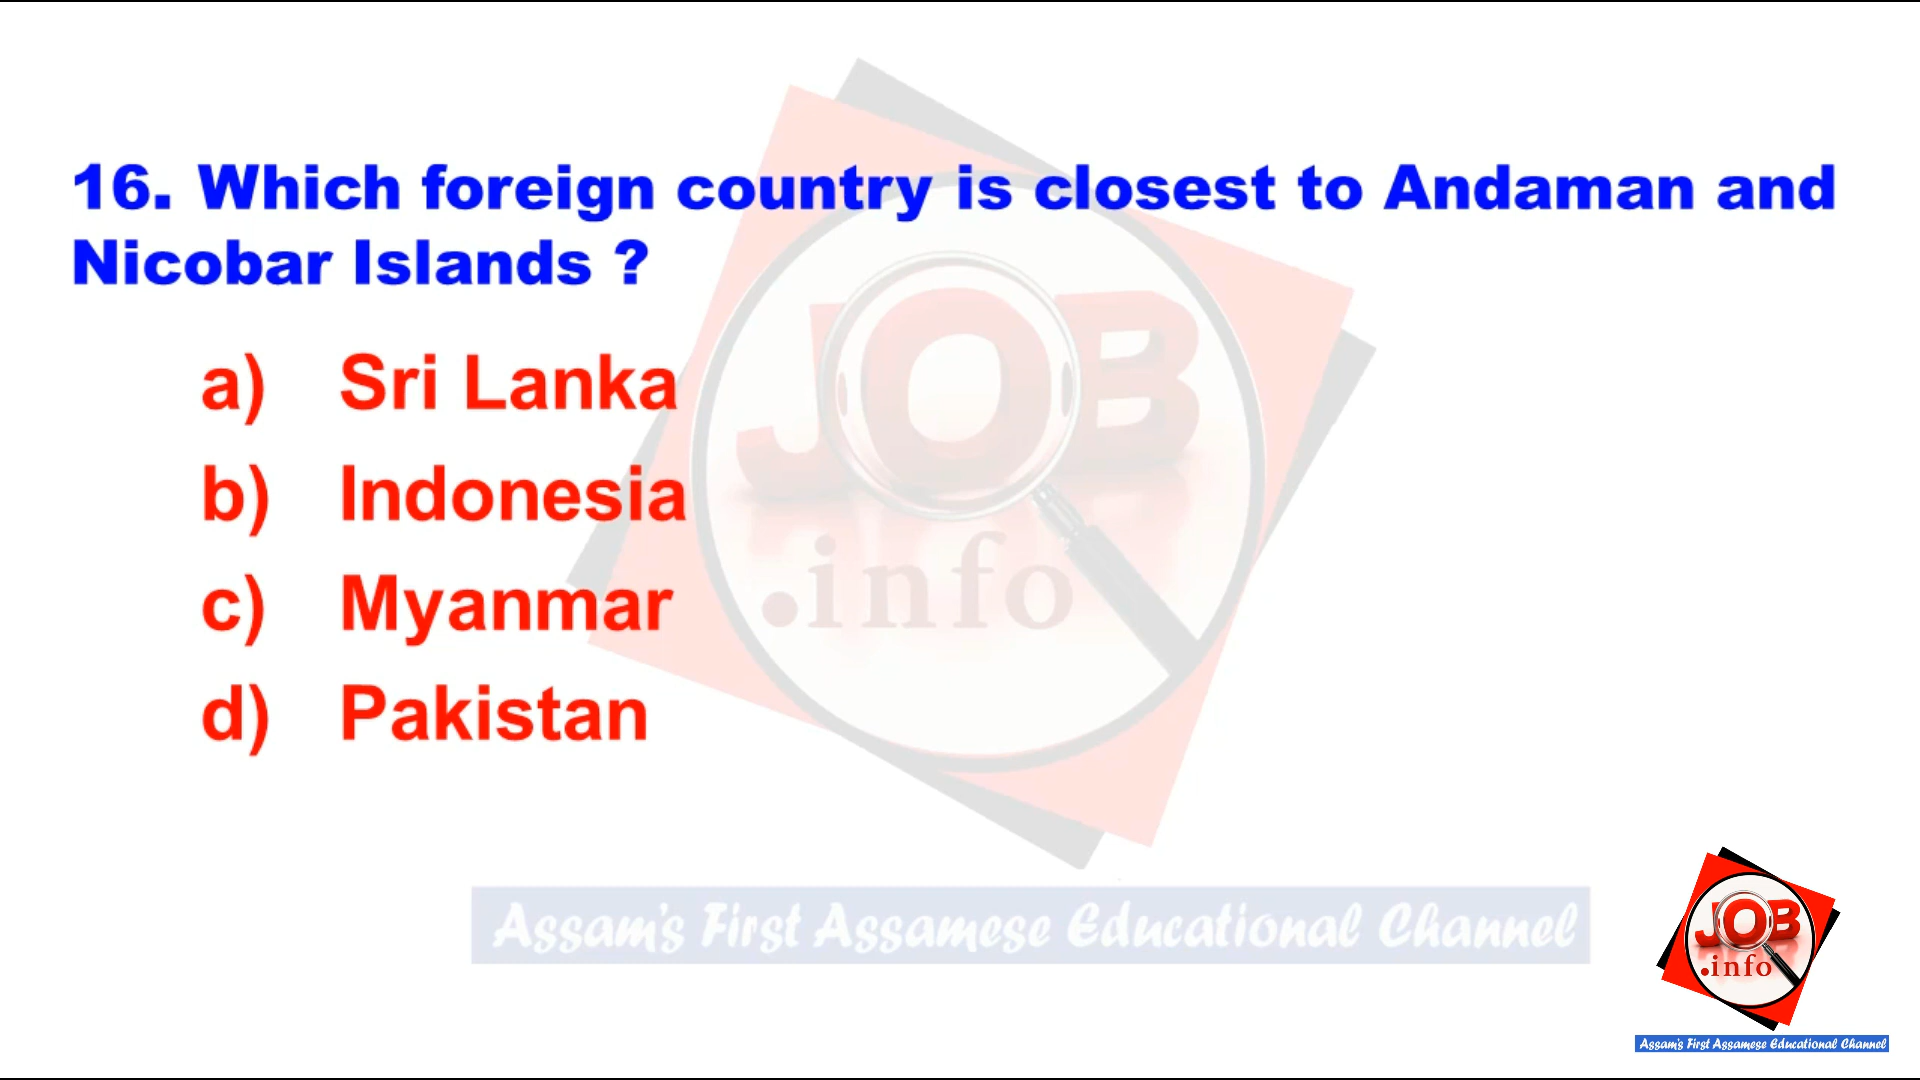 16. Which foreign country is closest to Andaman and
Nicobar Islands ?
a) Sri Lanka
b) Indonesia
c) Myanmar
d) Pakistan
JOB
.info
Assam's First Assamese Educational Channel
JOB
.info
Assam's First Assamese Educational Channel